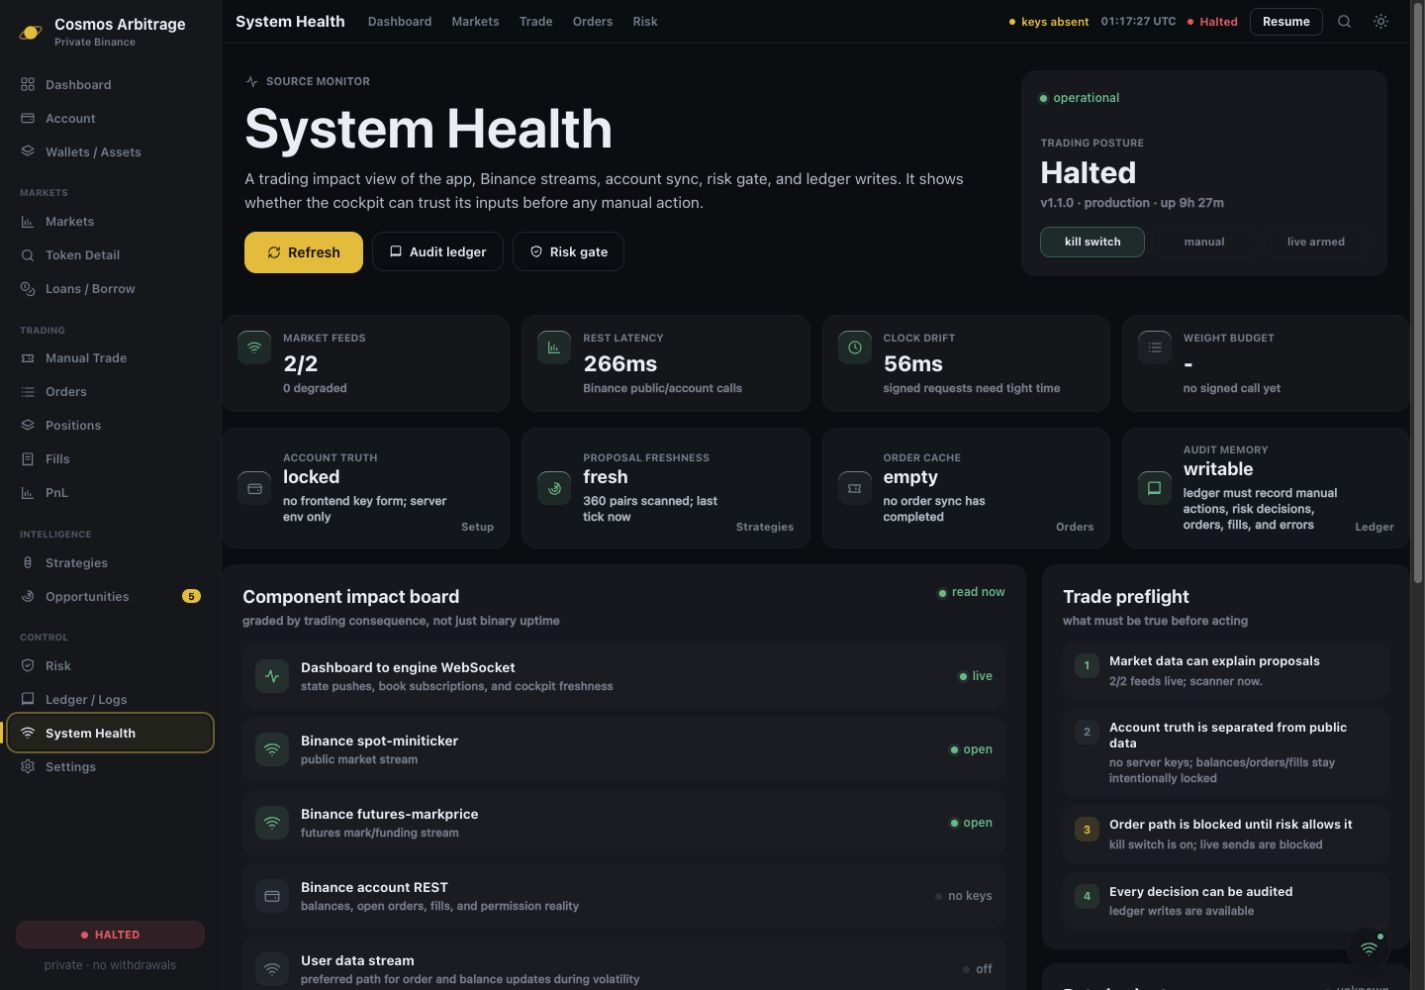 Cosmos Arbitrage
Private Binance
Dashboard
Account
Wallets / Assets
MARKETS
Markets
Token Detail
Loans / Borrow
TRADING
Manual Trade
Orders
Positions
Fills
PnL
INTELLIGENCE
Strategies
Opportunities 5
CONTROL
Risk
Ledger / Logs
System Health
Settings
HALTED
private · no withdrawals
System Health Dashboard Markets Trade Orders Risk
keys absent 01:17:27 UTC Halted Resume
SOURCE MONITOR
System Health
A trading impact view of the app, Binance streams, account sync, risk gate, and ledger writes. It shows
whether the cockpit can trust its inputs before any manual action.
Refresh Audit ledger Risk gate
operational
TRADING POSTURE
Halted
v1.1.0 · production · up 9h 27m
kill switch manual live armed
MARKET FEEDS
2/2
0 degraded
REST LATENCY
266ms
Binance public/account calls
CLOCK DRIFT
56ms
signed requests need tight time
WEIGHT BUDGET
-
no signed call yet
ACCOUNT TRUTH
locked
no frontend key form; server
env only
Setup
PROPOSAL FRESHNESS
fresh
360 pairs scanned; last
tick now
Strategies
ORDER CACHE
empty
no order sync has
completed
Orders
AUDIT MEMORY
writable
ledger must record manual
actions, risk decisions,
orders, fills, and errors
Ledger
Component impact board
read now
graded by trading consequence, not just binary uptime
Dashboard to engine WebSocket
state pushes, book subscriptions, and cockpit freshness
live
Binance spot-miniticker
public market stream
open
Binance futures-markprice
futures mark/funding stream
open
Binance account REST
balances, open orders, fills, and permission reality
no keys
User data stream
preferred path for order and balance updates during volatility
off
Trade preflight
what must be true before acting
1
Market data can explain proposals
2/2 feeds live; scanner now.
2
Account truth is separated from public
data
no server keys; balances/orders/fills stay
intentionally locked
3
Order path is blocked until risk allows it
kill switch is on; live sends are blocked
4
Every decision can be audited
ledger writes are available